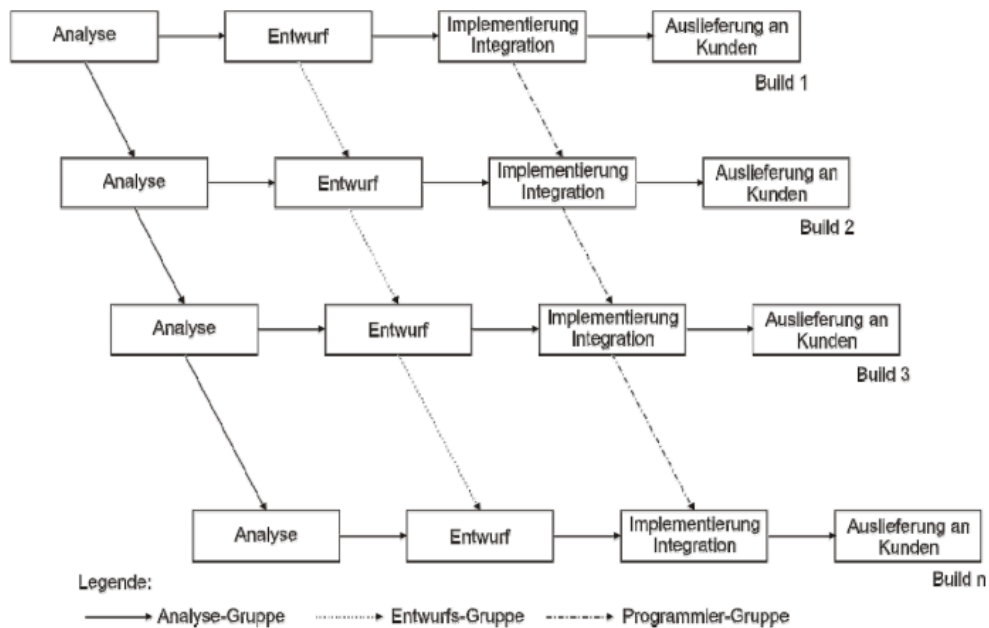 Analyse
Entwurf
Implementierung
Integration
Auslieferung an
Kunden
Build 1
Analyse
Entwurf
Implementierung
Integration
Auslieferung an
Kunden
Build 2
Analyse
Entwurf
Implementierung
Integration
Auslieferung an
Kunden
Build 3
Analyse
Entwurf
Implementierung
Integration
Auslieferung an
Kunden
Build n
Legende:
Analyse-Gruppe
Entwurfs-Gruppe
Programmier-Gruppe